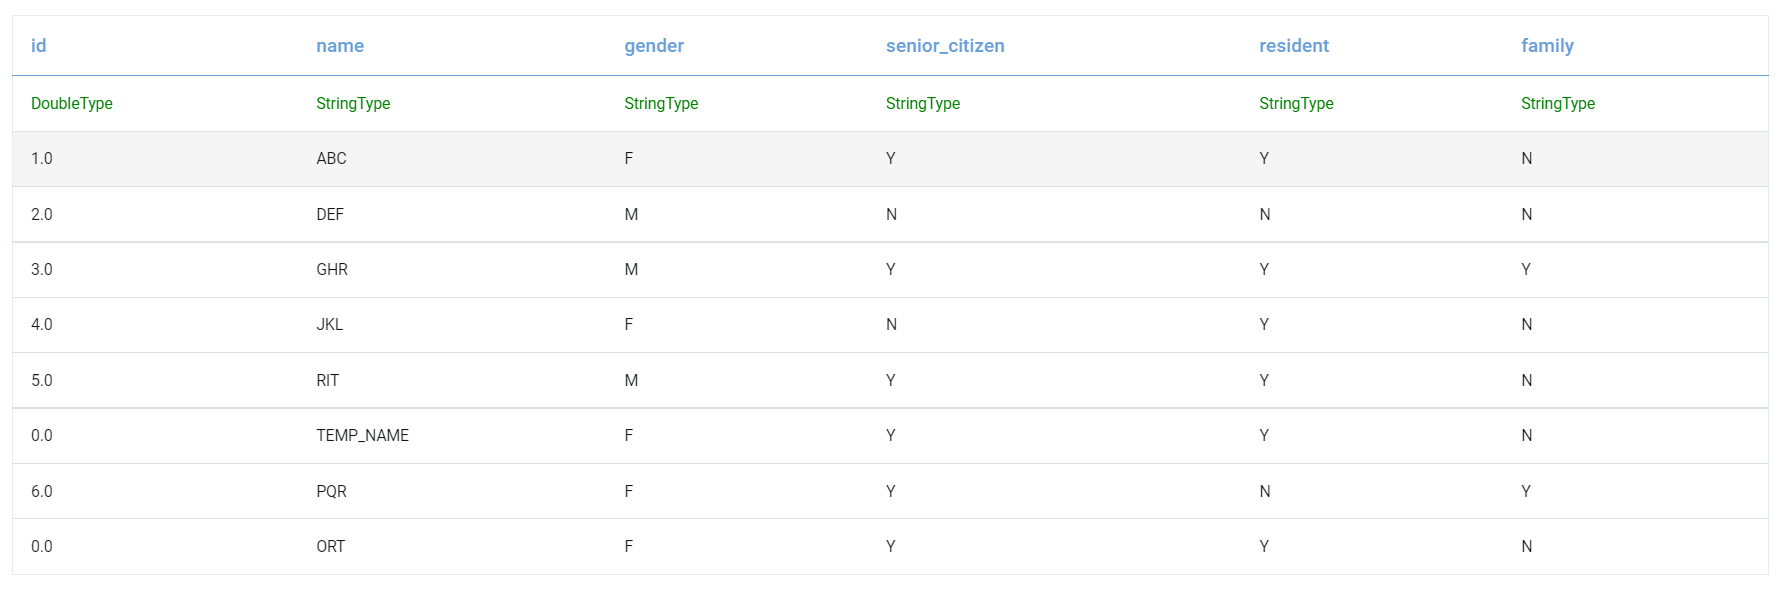 id name gender senior_citizen resident family
DoubleType StringType StringType StringType StringType StringType
1.0 ABC F Y Y N
2.0 DEF M N N N
3.0 GHR M Y Y Y
4.0 JKL F N Y N
5.0 RIT M Y Y N
0.0 TEMP_NAME F Y Y N
6.0 PQR F Y N Y
0.0 ORT F Y Y N